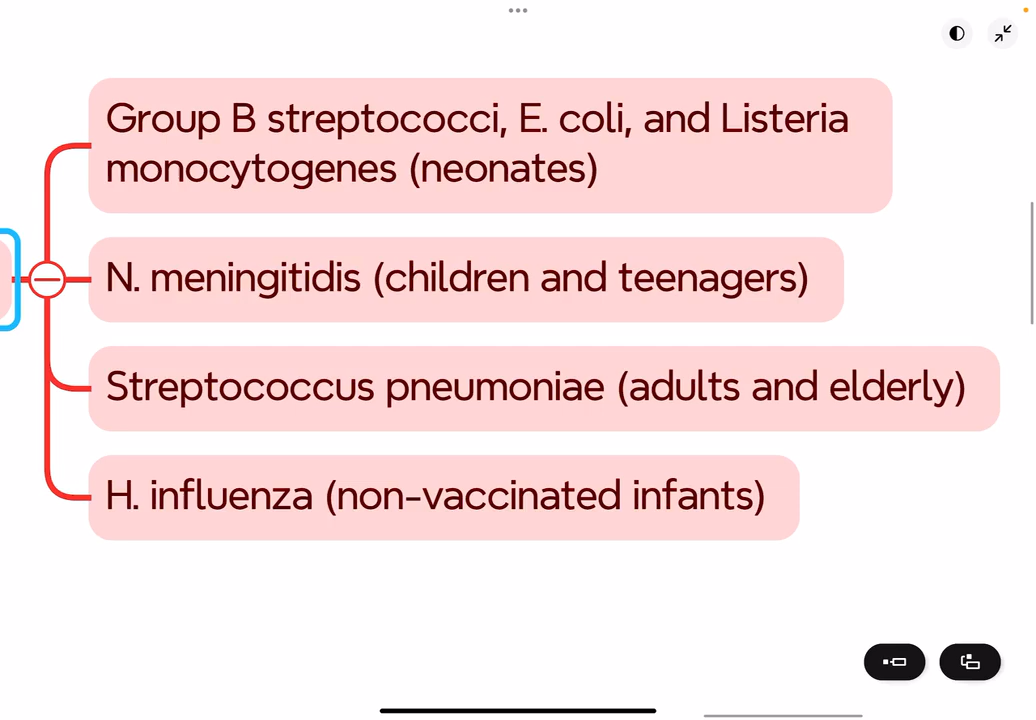 Group B streptococci, E. coli, and Listeria
monocytogenes (neonates)
N. meningitidis (children and teenagers)
Streptococcus pneumoniae (adults and elderly)
H. influenza (non-vaccinated infants)